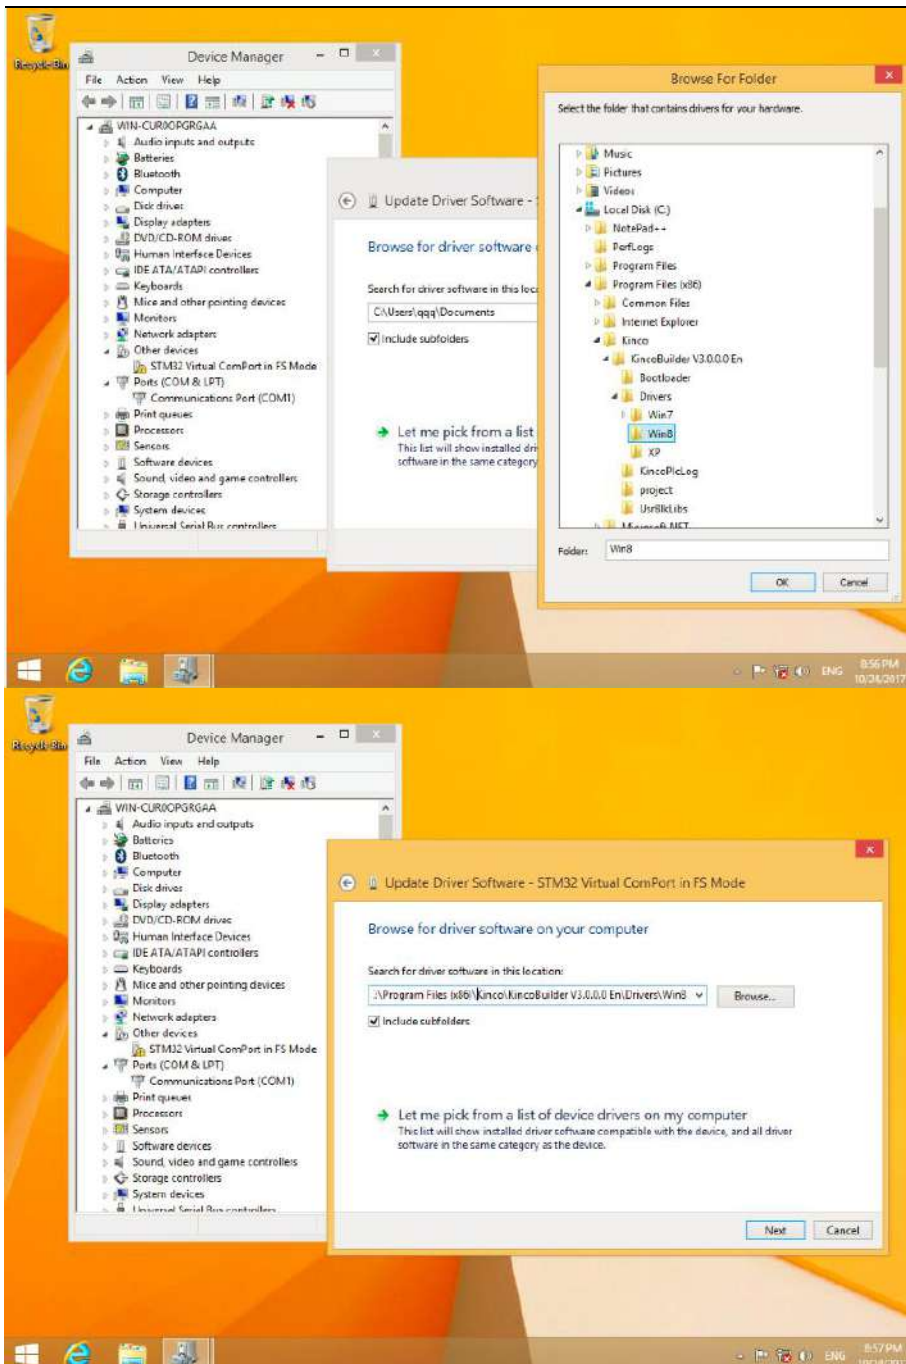 Recycle Bin
Device Manager
File Action View Help
WIN-CUR0OPGRGAA
Audio inputs and outputs
Batteries
Bluetooth
Computer
Disk drives
Display adapters
DVD/CD-ROM drives
Human Interface Devices
IDE ATA/ATAPI controllers
Keyboards
Mice and other pointing devices
Monitors
Network adapters
Other devices
STM32 Virtual ComPort in FS Mode
Ports (COM & LPT)
Communications Port (COM1)
Print queues
Processors
Sensors
Software devices
Sound, video and game controllers
Storage controllers
System devices
Universal Serial Bus controllers
Update Driver Software -
Browse for driver software
Search for driver software in this loc
C:\Users\qqq\Documents
Include subfolders
Let me pick from a list
This list will show installed dri
software in the same category
Browse For Folder
Select the folder that contains drivers for your hardware.
Music
Pictures
Videos
Local Disk (C:)
NotePad++
PerfLogs
Program Files
Program Files (x86)
Common Files
Internet Explorer
Kinco
KincoBuilder V3.0.0.0 En
Bootloader
Drivers
Win7
Win8
XP
KincoPlcLog
project
Microsoft.NET
Folder: Win8
OK Cancel
ENG 8:56 PM
10/24/2017
Recycle Bin
Device Manager
File Action View Help
WIN-CUR0OPGRGAA
Audio inputs and outputs
Batteries
Bluetooth
Computer
Disk drives
Display adapters
DVD/CD-ROM drives
Human Interface Devices
IDE ATA/ATAPI controllers
Keyboards
Mice and other pointing devices
Monitors
Network adapters
Other devices
STM32 Virtual ComPort in FS Mode
Ports (COM & LPT)
Communications Port (COM1)
Print queues
Processors
Sensors
Software devices
Sound, video and game controllers
Storage controllers
System devices
Universal Serial Bus controllers
Update Driver Software - STM32 Virtual ComPort in FS Mode
Browse for driver software on your computer
Search for driver software in this location:
:\Program Files (x86)\Kinco\KincoBuilder V3.0.0.0 En\Drivers\Win8
Browse...
Include subfolders
Let me pick from a list of device drivers on my computer
This list will show installed driver software compatible with the device, and all driver
software in the same category as the device.
Next Cancel
ENG 8:57 PM